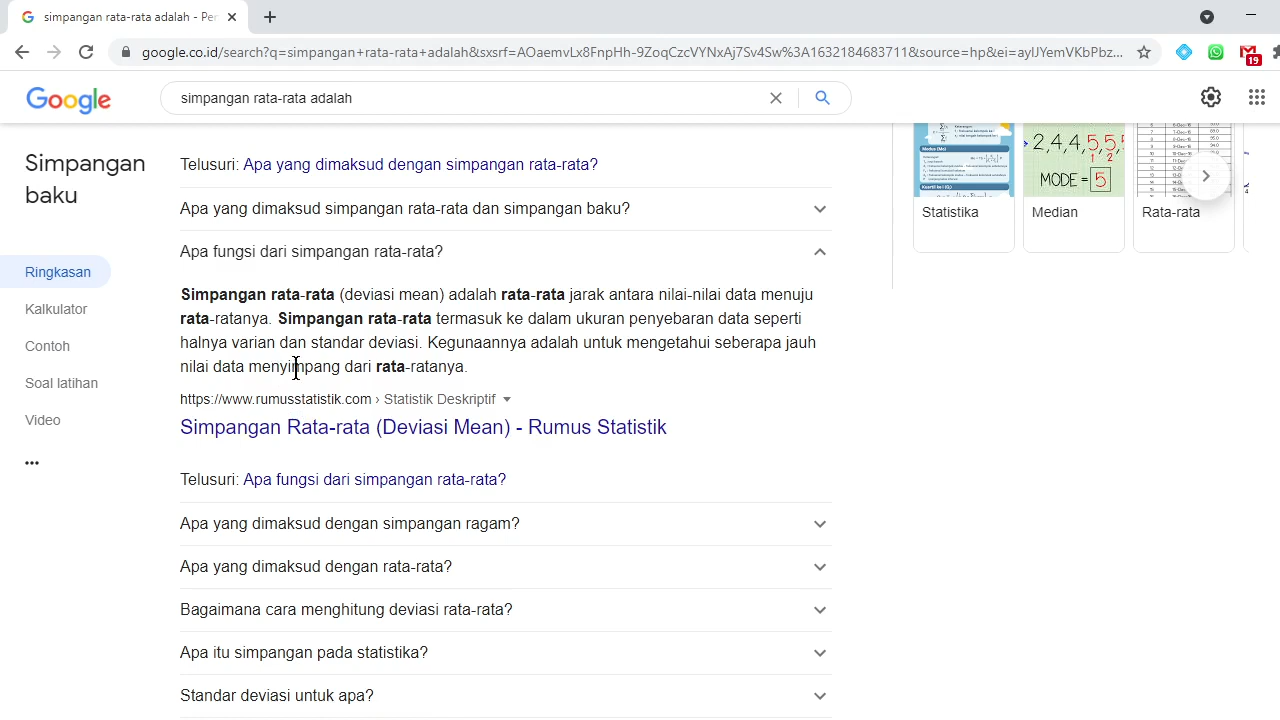 simpangan rata-rata adalah - Per
google.co.id/search?q=simpangan+rata-rata+adalah&sxsrf=AOaemvLx8FnpHh-9ZoqCzcVYNxAj7Sv4Sw%3A1632184683711&source=hp&ei=aylJYemVKbPbz...
19
Google
simpangan rata-rata adalah
Simpangan
baku
Ringkasan
Kalkulator
Contoh
Soal latihan
Video
Telusuri: Apa yang dimaksud dengan simpangan rata-rata?
Apa yang dimaksud simpangan rata-rata dan simpangan baku?
Apa fungsi dari simpangan rata-rata?
Simpangan rata-rata (deviasi mean) adalah rata-rata jarak antara nilai-nilai data menuju
rata-ratanya. Simpangan rata-rata termasuk ke dalam ukuran penyebaran data seperti
halnya varian dan standar deviasi. Kegunaannya adalah untuk mengetahui seberapa jauh
nilai data menyimpang dari rata-ratanya.
https://www.rumusstatistik.com › Statistik Deskriptif
Simpangan Rata-rata (Deviasi Mean) - Rumus Statistik
Telusuri: Apa fungsi dari simpangan rata-rata?
Apa yang dimaksud dengan simpangan ragam?
Apa yang dimaksud dengan rata-rata?
Bagaimana cara menghitung deviasi rata-rata?
Apa itu simpangan pada statistika?
Standar deviasi untuk apa?
2,4,4,5,5,5
1 2
MODE = 5
Statistika
Median
Rata-rata